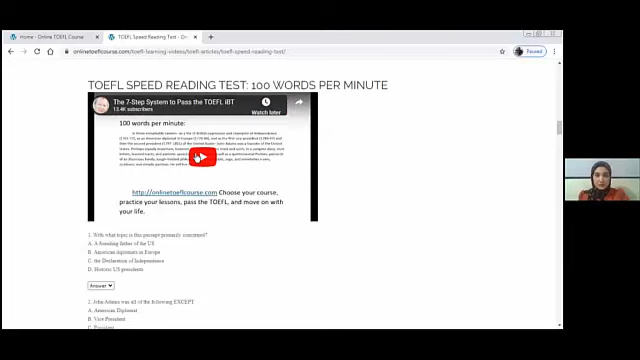 Home - Online TOEFL Course
TOEFL Speed Reading Test: 100 W
onlinetoeflcourse.com/toefl-learning-videos/toefl-articles/toefl-speed-reading-test/
Paused
TOEFL SPEED READING TEST: 100 WORDS PER MINUTE
The 7-Step System to Pass the TOEFL iBT
13.4K subscribers
Watch later
100 words per minute:
http://onlinetoeflcourse.com Choose your course,
practice your lessons, pass the TOEFL, and move on with
your life.
1. With what topic is this passage primarily concerned?
A. A founding father of the US
B. American diplomats in Europe
C. the Declaration of Independence
D. Historic US presidents
Answer
2. John Adams was all of the following EXCEPT
A. American Diplomat
B. Vice President
C. President